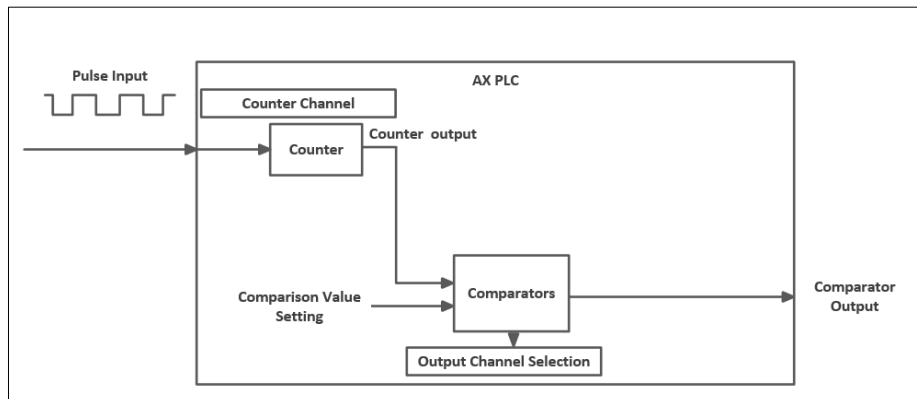 AX PLC
Pulse Input
Counter Channel
Counter output
Counter
Comparison Value
Setting
Comparators
Comparator
Output
Output Channel Selection